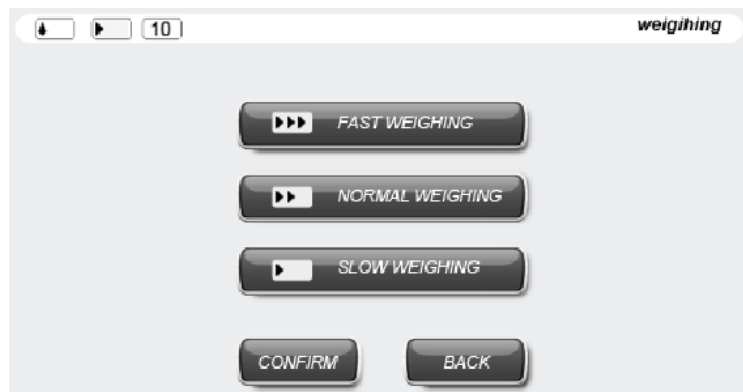 10 weigihing
FAST WEIGHING
NORMAL WEIGHING
SLOW WEIGHING
CONFIRM BACK